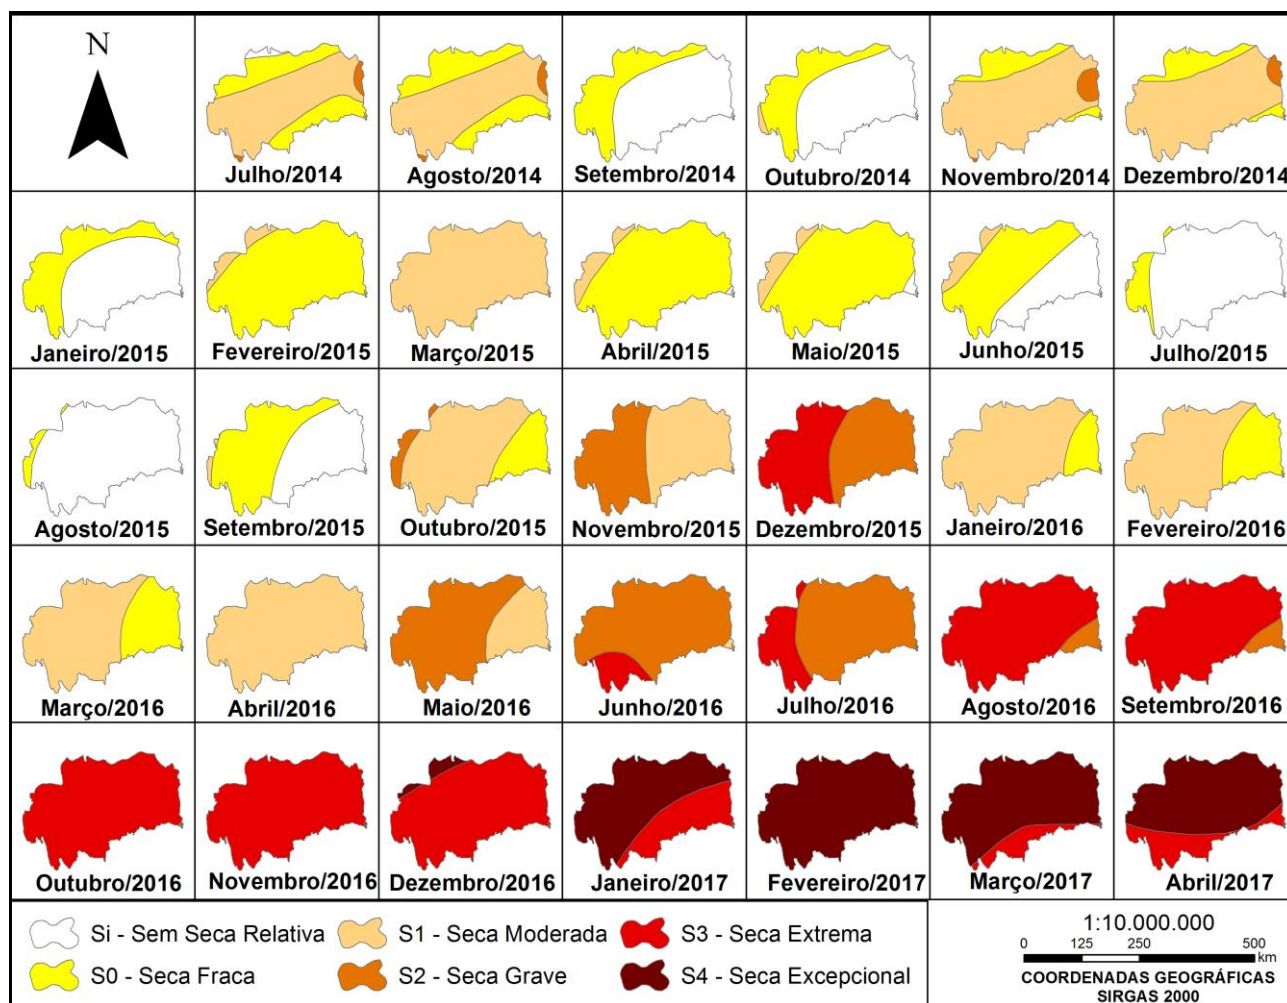 N
Julho/2014
Agosto/2014
Setembro/2014
Outubro/2014
Novembro/2014
Dezembro/2014
Janeiro/2015
Fevereiro/2015
Março/2015
Abril/2015
Maio/2015
Junho/2015
Julho/2015
Agosto/2015
Setembro/2015
Outubro/2015
Novembro/2015
Dezembro/2015
Janeiro/2016
Fevereiro/2016
Março/2016
Abril/2016
Maio/2016
Junho/2016
Julho/2016
Agosto/2016
Setembro/2016
Outubro/2016
Novembro/2016
Dezembro/2016
Janeiro/2017
Fevereiro/2017
Março/2017
Abril/2017
Si - Sem Seca Relativa
S1 - Seca Moderada
S3 - Seca Extrema
S0 - Seca Fraca
S2 - Seca Grave
S4 - Seca Excepcional
1:10.000.000
0 125 250 500
km
COORDENADAS GEOGRÁFICAS
SIRGAS 2000